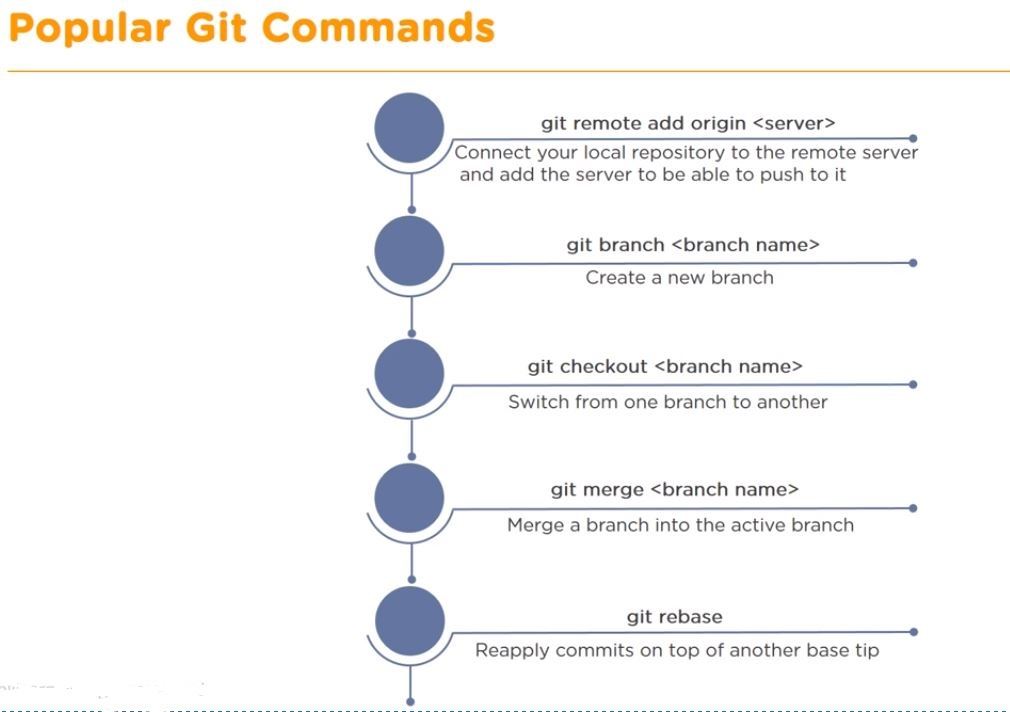 Popular Git Commands
git remote add origin <server>
Connect your local repository to the remote server
and add the server to be able to push to it
git branch <branch name>
Create a new branch
git checkout <branch name>
Switch from one branch to another
git merge <branch name>
Merge a branch into the active branch
git rebase
Reapply commits on top of another base tip